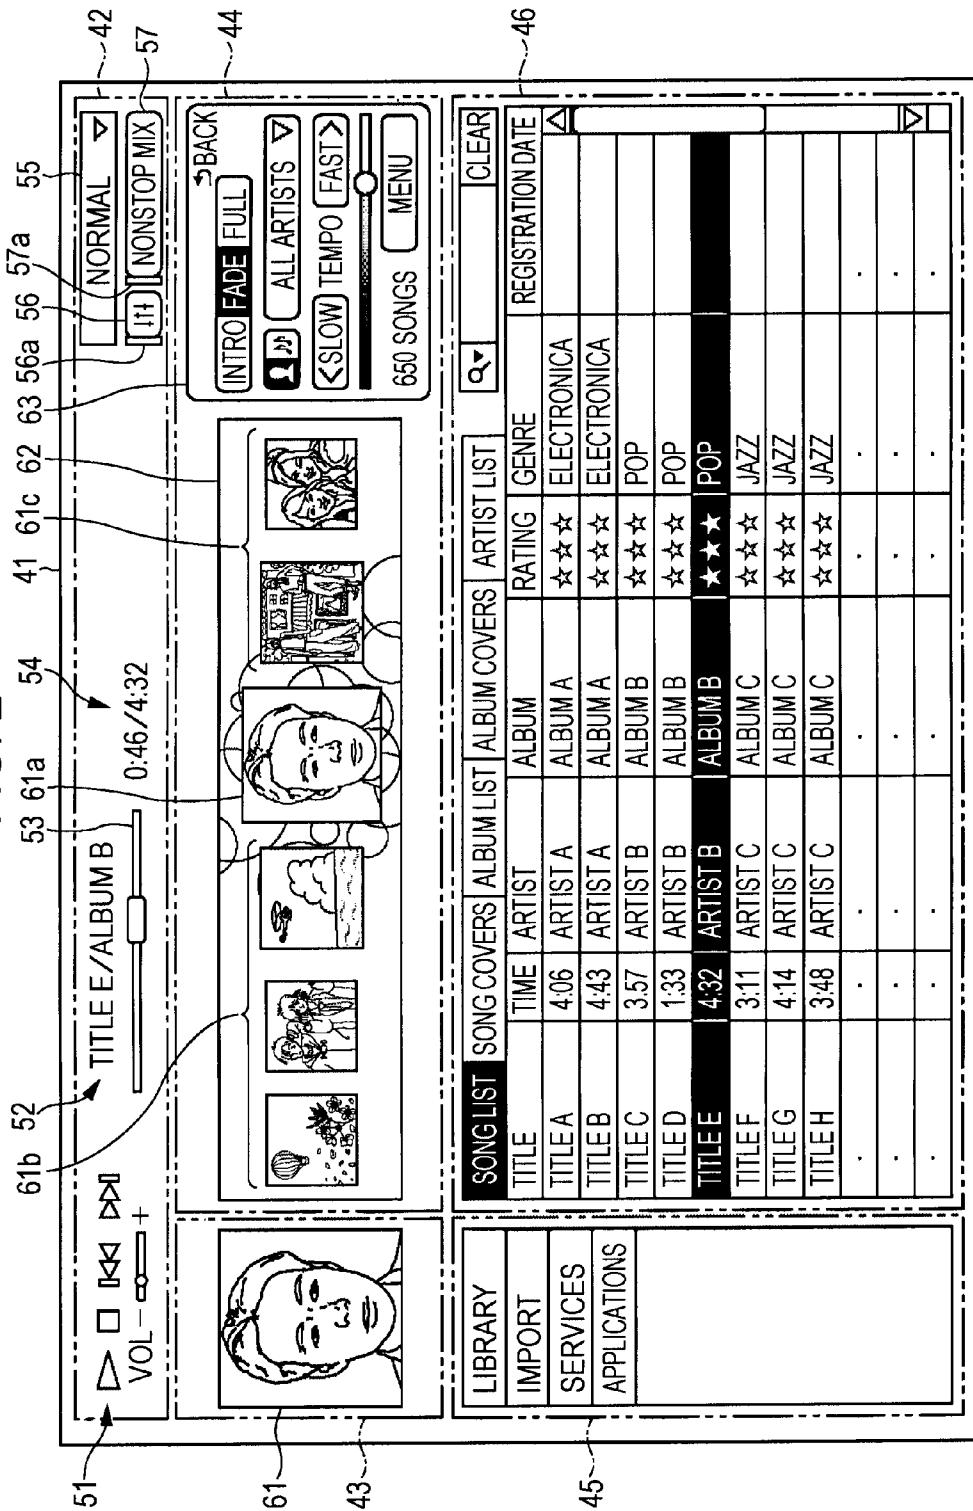 41
51
52
TITLE E/ALBUM B
53
54
55
56a
56
57a
57
42
VOL - +
0:46/4:32
NORMAL
NONSTOP MIX
61
43
61b
61a
61c
62
63
44
BACK
INTRO FADE FULL
ALL ARTISTS
SLOW TEMPO FAST
650 SONGS
MENU
45
LIBRARY
IMPORT
SERVICES
APPLICATIONS
46
SONG LIST SONG COVERS ALBUM LIST ALBUM COVERS ARTIST LIST CLEAR
TITLE TIME ARTIST ALBUM RATING GENRE REGISTRATION DATE
TITLE A 4:06 ARTIST A ALBUM A ☆☆☆ ELECTRONICA
TITLE B 4:43 ARTIST A ALBUM A ☆☆☆ ELECTRONICA
TITLE C 3.57 ARTIST B ALBUM B ☆☆☆ POP
TITLE D 1:33 ARTIST B ALBUM B ☆☆☆ POP
TITLE E 4:32 ARTIST B ALBUM B ★★★ POP
TITLE F 3:11 ARTIST C ALBUM C ☆☆☆ JAZZ
TITLE G 4:14 ARTIST C ALBUM C ☆☆☆ JAZZ
TITLE H 3:48 ARTIST C ALBUM C ☆☆☆ JAZZ